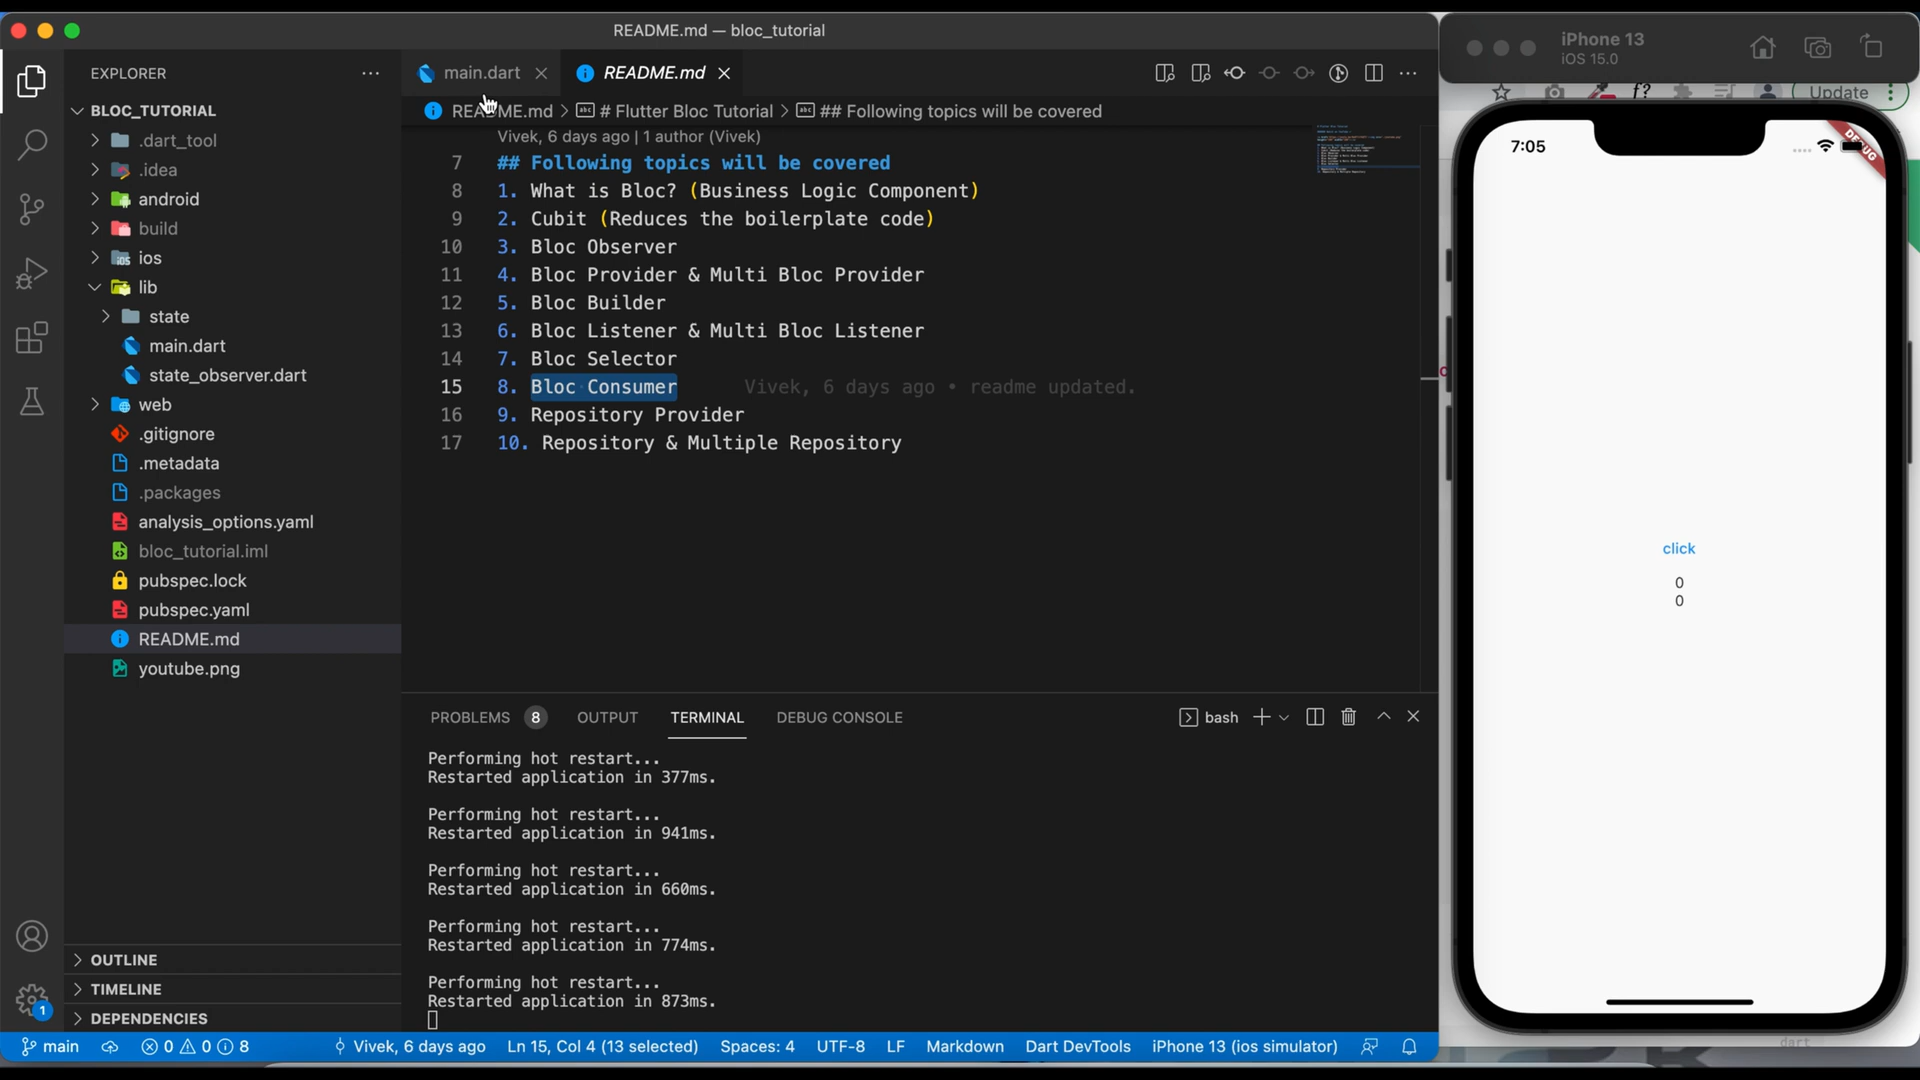 README.md — bloc_tutorial
iPhone 13
iOS 15.0
EXPLORER
main.dart
README.md
README.md > # Flutter Bloc Tutorial > ## Following topics will be covered
Update
BLOC_TUTORIAL
.dart_tool
.idea
android
build
ios
lib
state
main.dart
state_observer.dart
web
.gitignore
.metadata
.packages
analysis_options.yaml
bloc_tutorial.iml
pubspec.lock
pubspec.yaml
README.md
youtube.png
OUTLINE
TIMELINE
DEPENDENCIES
Vivek, 6 days ago | 1 author (Vivek)
7 ## Following topics will be covered
8 1. What is Bloc? (Business Logic Component)
9 2. Cubit (Reduces the boilerplate code)
10 3. Bloc Observer
11 4. Bloc Provider & Multi Bloc Provider
12 5. Bloc Builder
13 6. Bloc Listener & Multi Bloc Listener
14 7. Bloc Selector
15 8. Bloc Consumer Vivek, 6 days ago • readme updated.
16 9. Repository Provider
17 10. Repository & Multiple Repository
PROBLEMS 8 OUTPUT TERMINAL DEBUG CONSOLE
bash
Performing hot restart...
Restarted application in 377ms.
Performing hot restart...
Restarted application in 941ms.
Performing hot restart...
Restarted application in 660ms.
Performing hot restart...
Restarted application in 774ms.
Performing hot restart...
Restarted application in 873ms.
7:05
DEBUG
click
0
0
1
main 0 0 8 Vivek, 6 days ago Ln 15, Col 4 (13 selected) Spaces: 4 UTF-8 LF Markdown Dart DevTools iPhone 13 (ios simulator)
dart